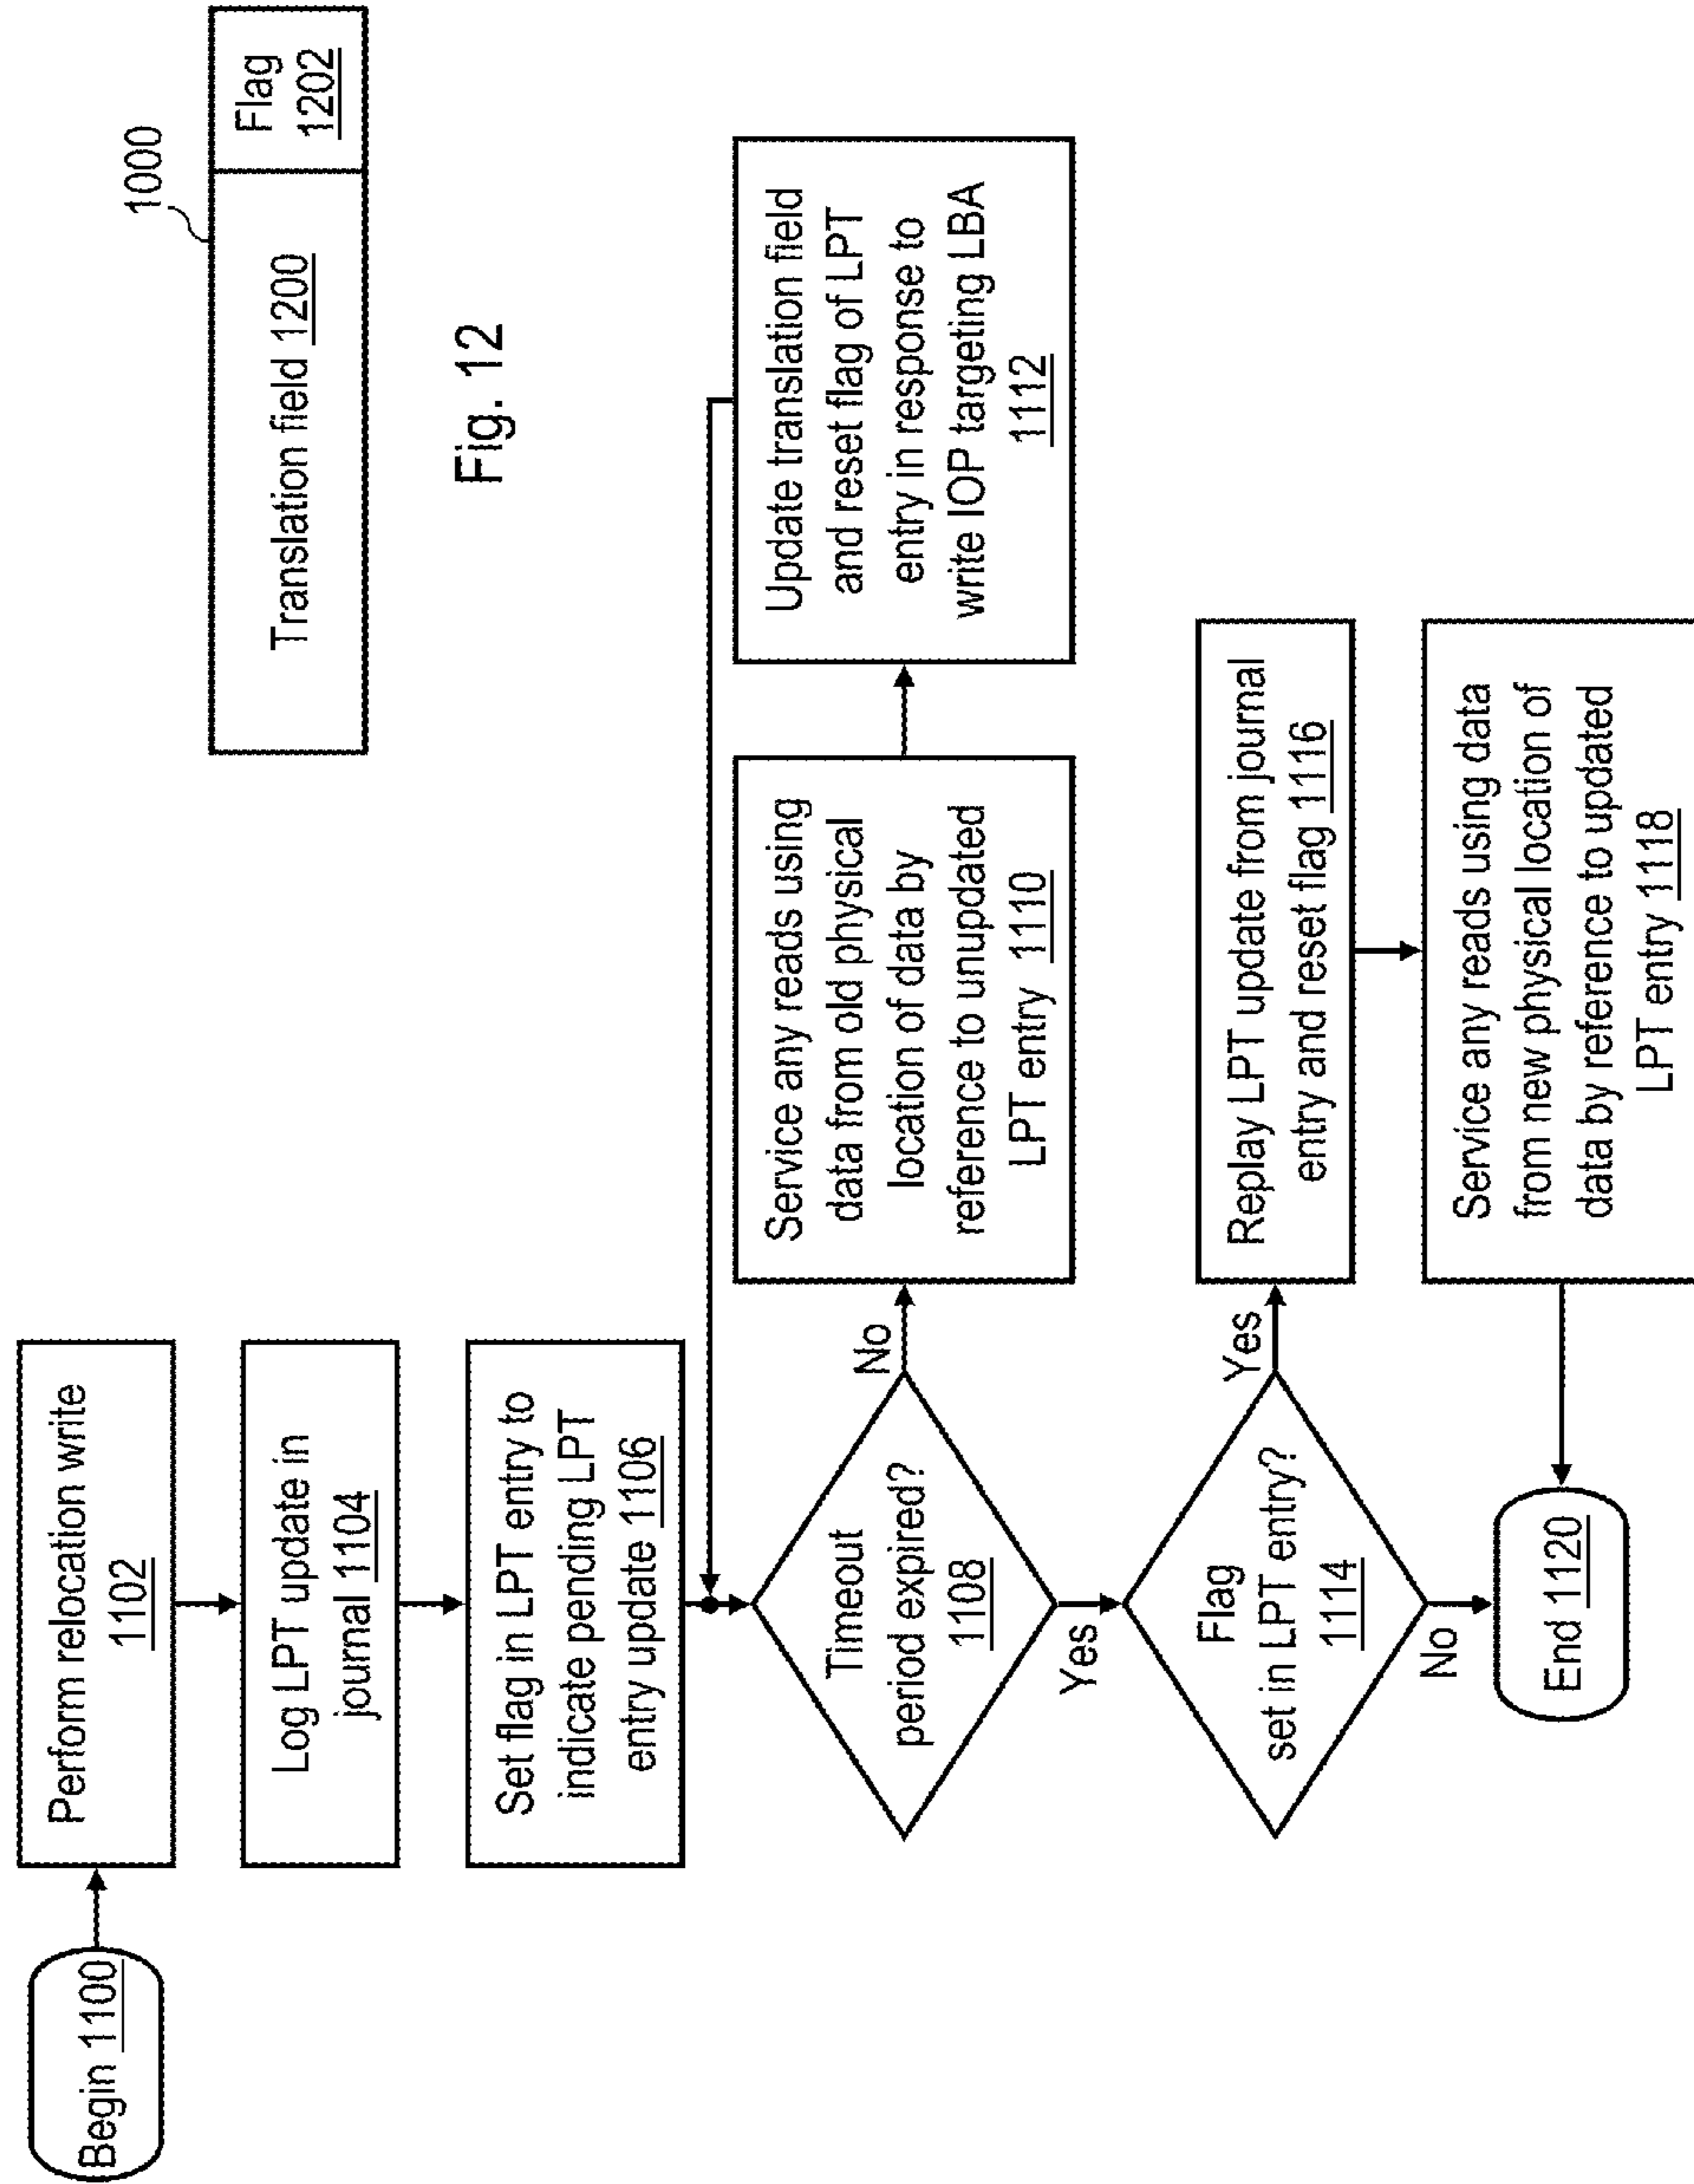 Begin 1100
Perform relocation write
1102
Log LPT update in
journal 1104
Set flag in LPT entry to
indicate pending LPT
entry update 1106
Timeout
period expired?
1108
No
Yes
Service any reads using
data from old physical
location of data by
reference to unupdated
LPT entry 1110
Update translation field
and reset flag of LPT
entry in response to
write IOP targeting LBA
1112
Flag
set in LPT entry?
1114
Yes
No
Replay LPT update from journal
entry and reset flag 1116
Service any reads using data
from new physical location of
data by reference to updated
LPT entry 1118
End 1120
1000
Translation field 1200
Flag
1202
Fig. 12